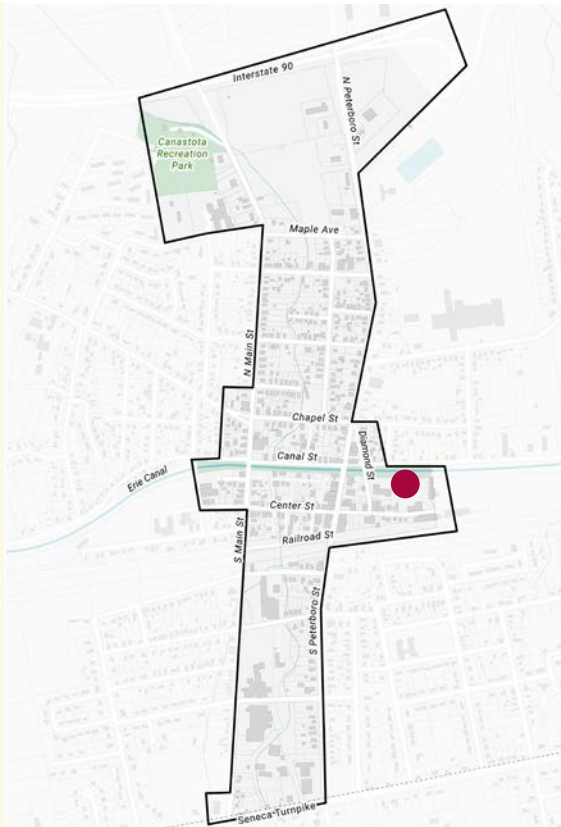 Interstate 90
N Peterboro St
Canastota
Recreation
Park
Maple Ave
N Main St
Chapel St
Diamond St
Canal St
Erie Canal
Center St
S Main St
Railroad St
S Peterboro St
Seneca-Turnpike